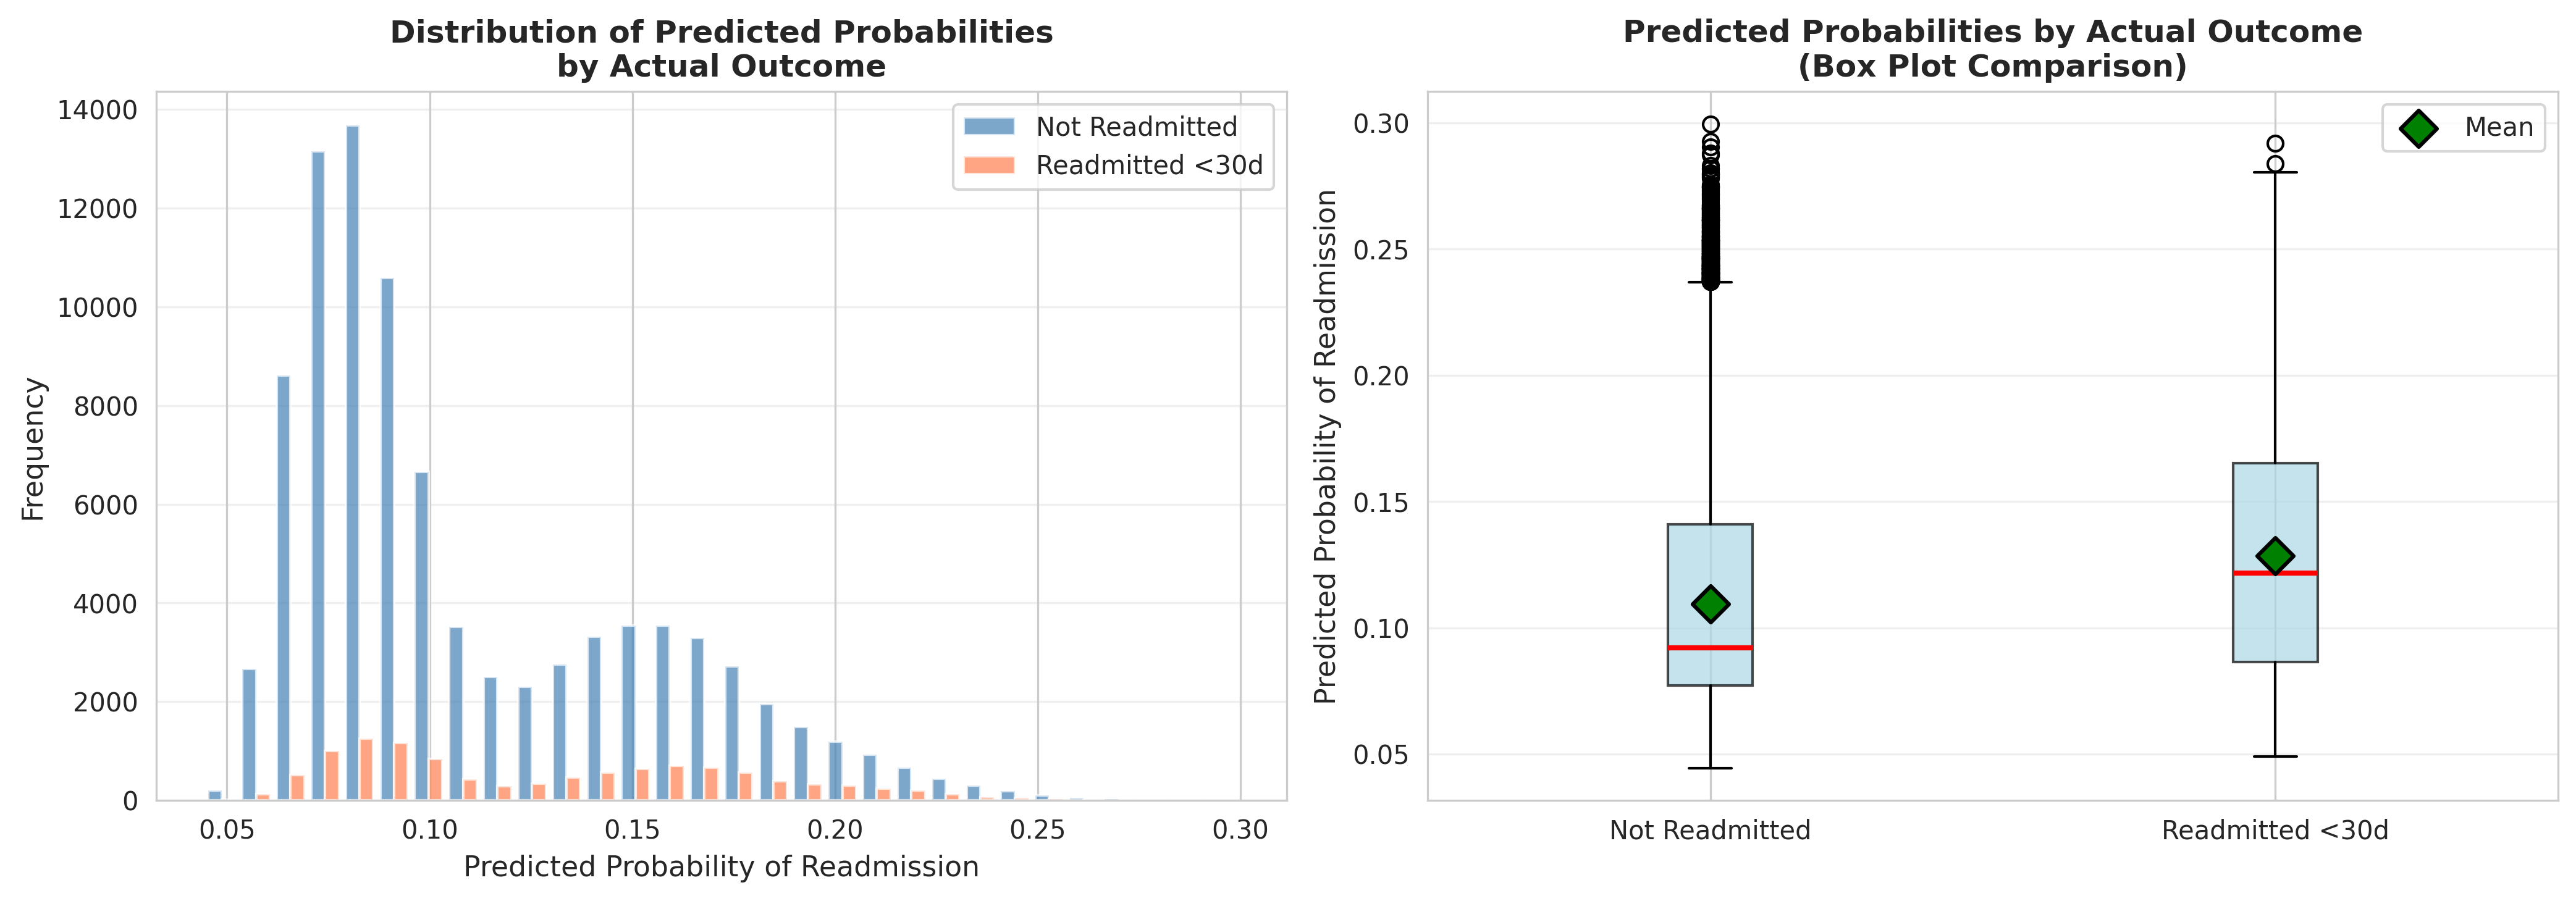 Distribution of Predicted Probabilities
by Actual Outcome
Frequency
14000
12000
10000
8000
6000
4000
2000
0
Not Readmitted
Readmitted <30d
0.05 0.10 0.15 0.20 0.25 0.30
Predicted Probability of Readmission
Predicted Probabilities by Actual Outcome
(Box Plot Comparison)
Predicted Probability of Readmission
0.30
0.25
0.20
0.15
0.10
0.05
Mean
Not Readmitted Readmitted <30d